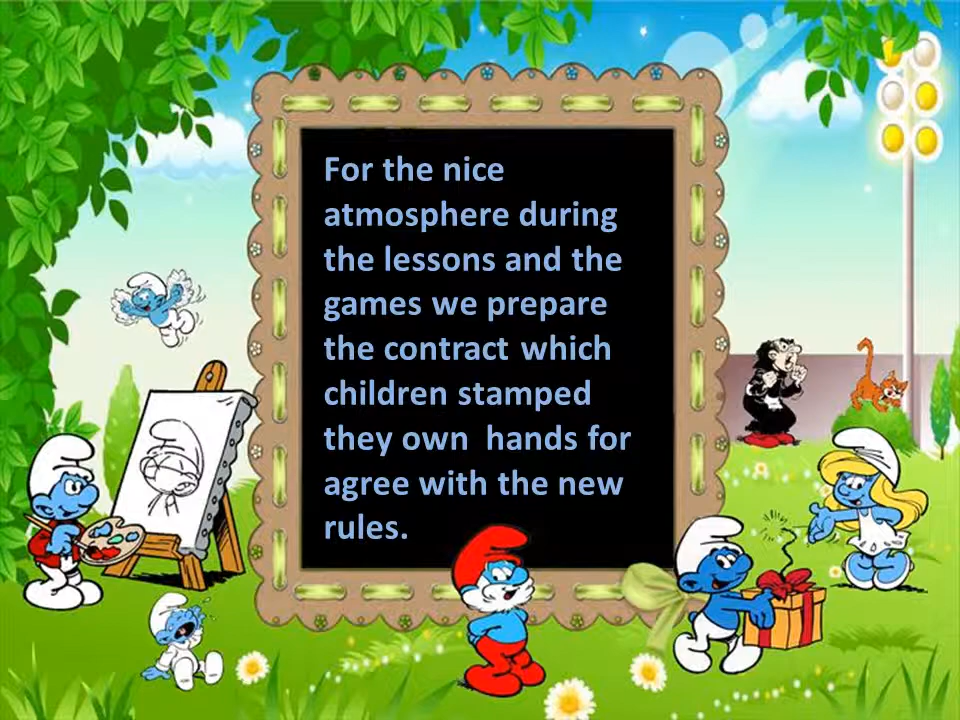 For the nice
atmosphere during
the lessons and the
games we prepare
the contract which
children stamped
they own  hands for
agree with the new
rules.